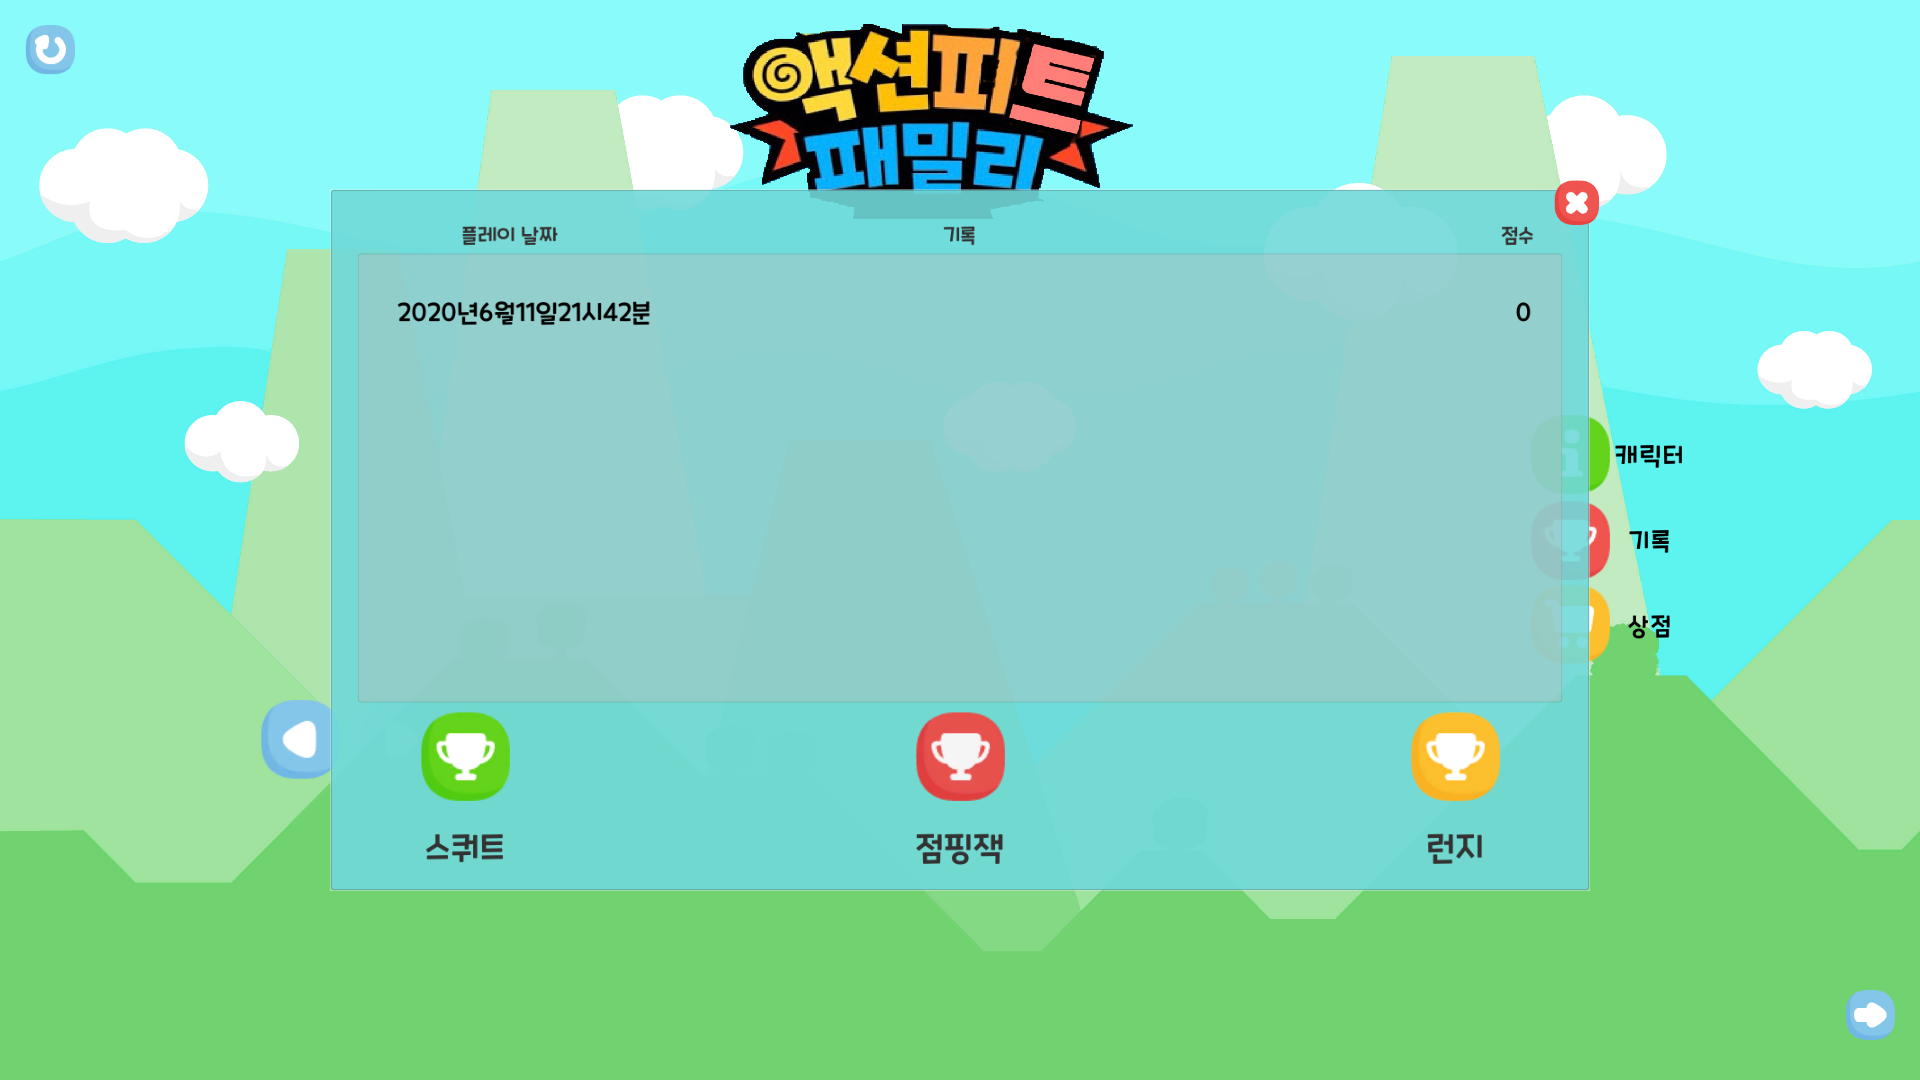 액션피트
패밀리
플레이 날짜 기록 점수
2020년6월11일21시42분 0
캐릭터
기록
상점
스쿼트 점핑잭 런지